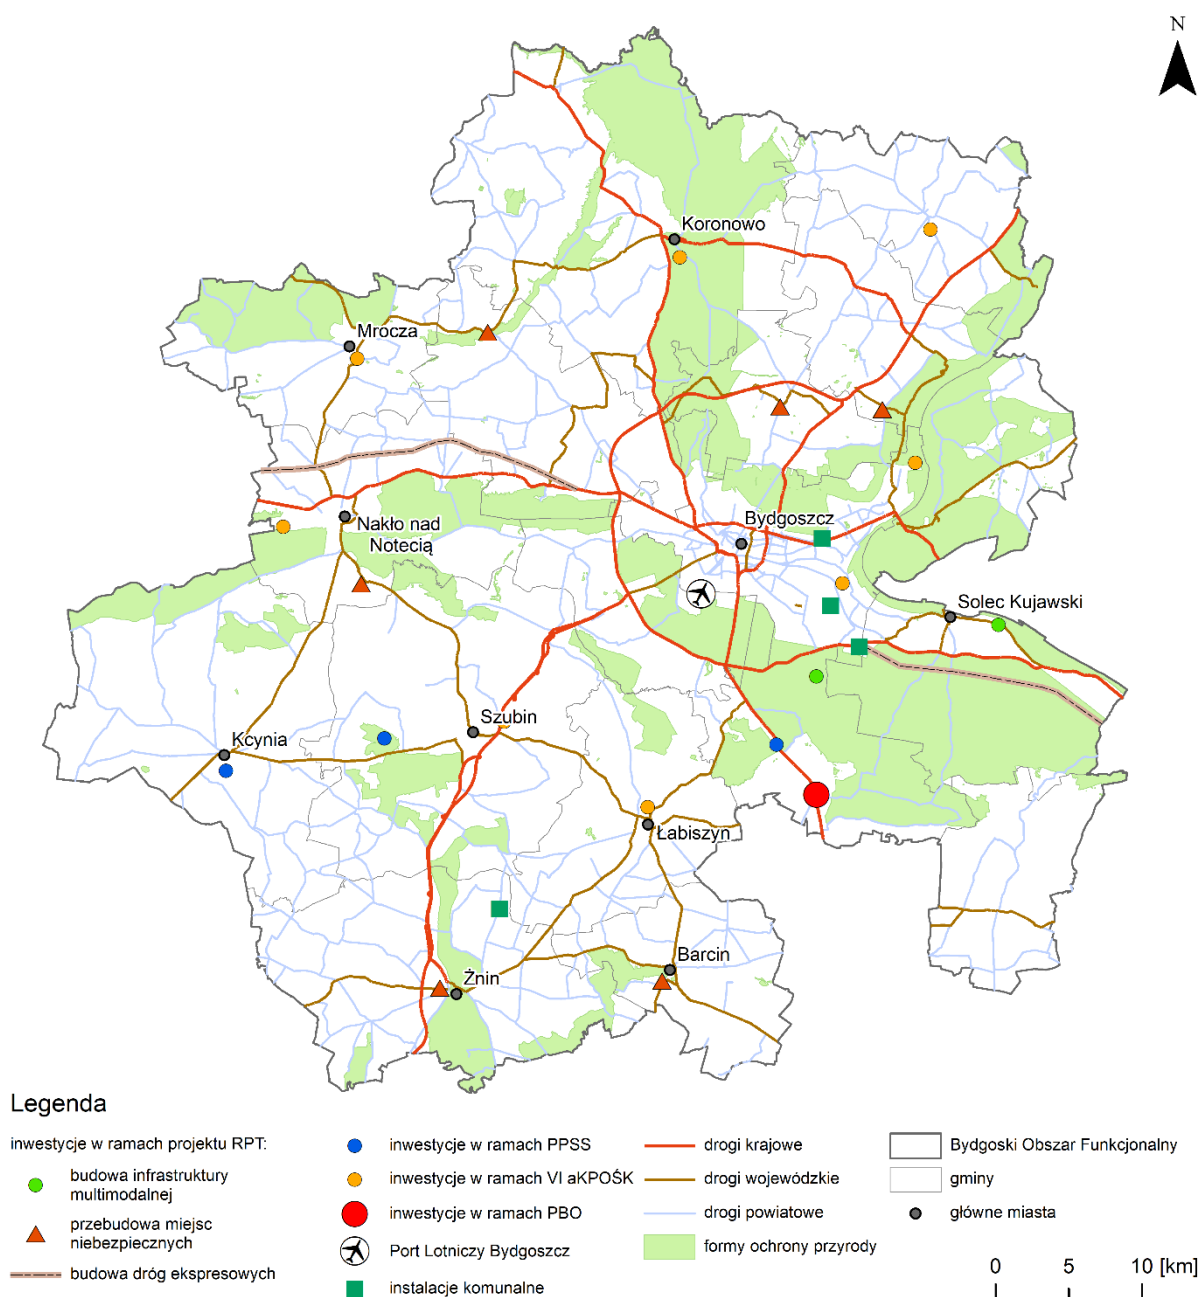 N
Koronowo
Mrocza
Bydgoszcz
Nakło nad
Notecią
Solec Kujawski
Szubin
Kcynia
Łabiszyn
Barcin
Żnin
Legenda
inwestycje w ramach projektu RPT:
budowa infrastruktury
multimodalnej
przebudowa miejsc
niebezpiecznych
budowa dróg ekspresowych
inwestycje w ramach PPSS
inwestycje w ramach VI aKPOŚK
inwestycje w ramach PBO
Port Lotniczy Bydgoszcz
instalacje komunalne
drogi krajowe
drogi wojewódzkie
drogi powiatowe
formy ochrony przyrody
Bydgoski Obszar Funkcjonalny
gminy
główne miasta
0 5 10 [km]